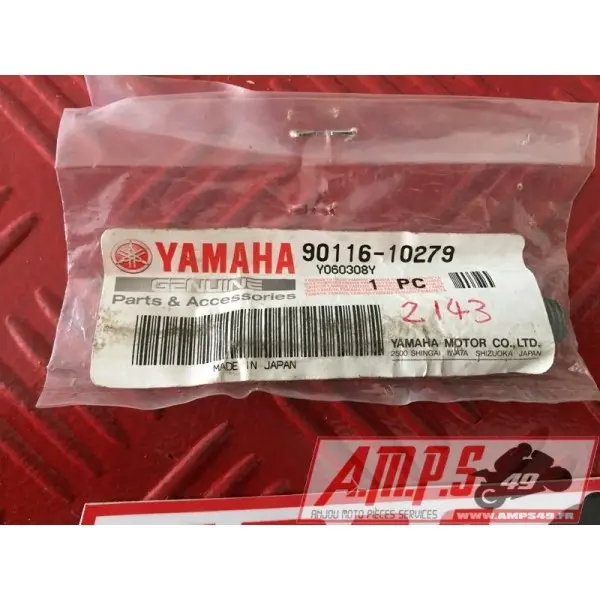 YAMAHA 90116-10279
GENUINE Y060308Y
Parts & Accessories 1 PC
2143
YAMAHA MOTOR CO., LTD.
2500 SHINGAI IWATA SHIZUOKA JAPAN
MADE IN JAPAN
A.M.P.S 49
ANJOU MOTO PIÈCES SERVICES
WWW.AMPS49.FR